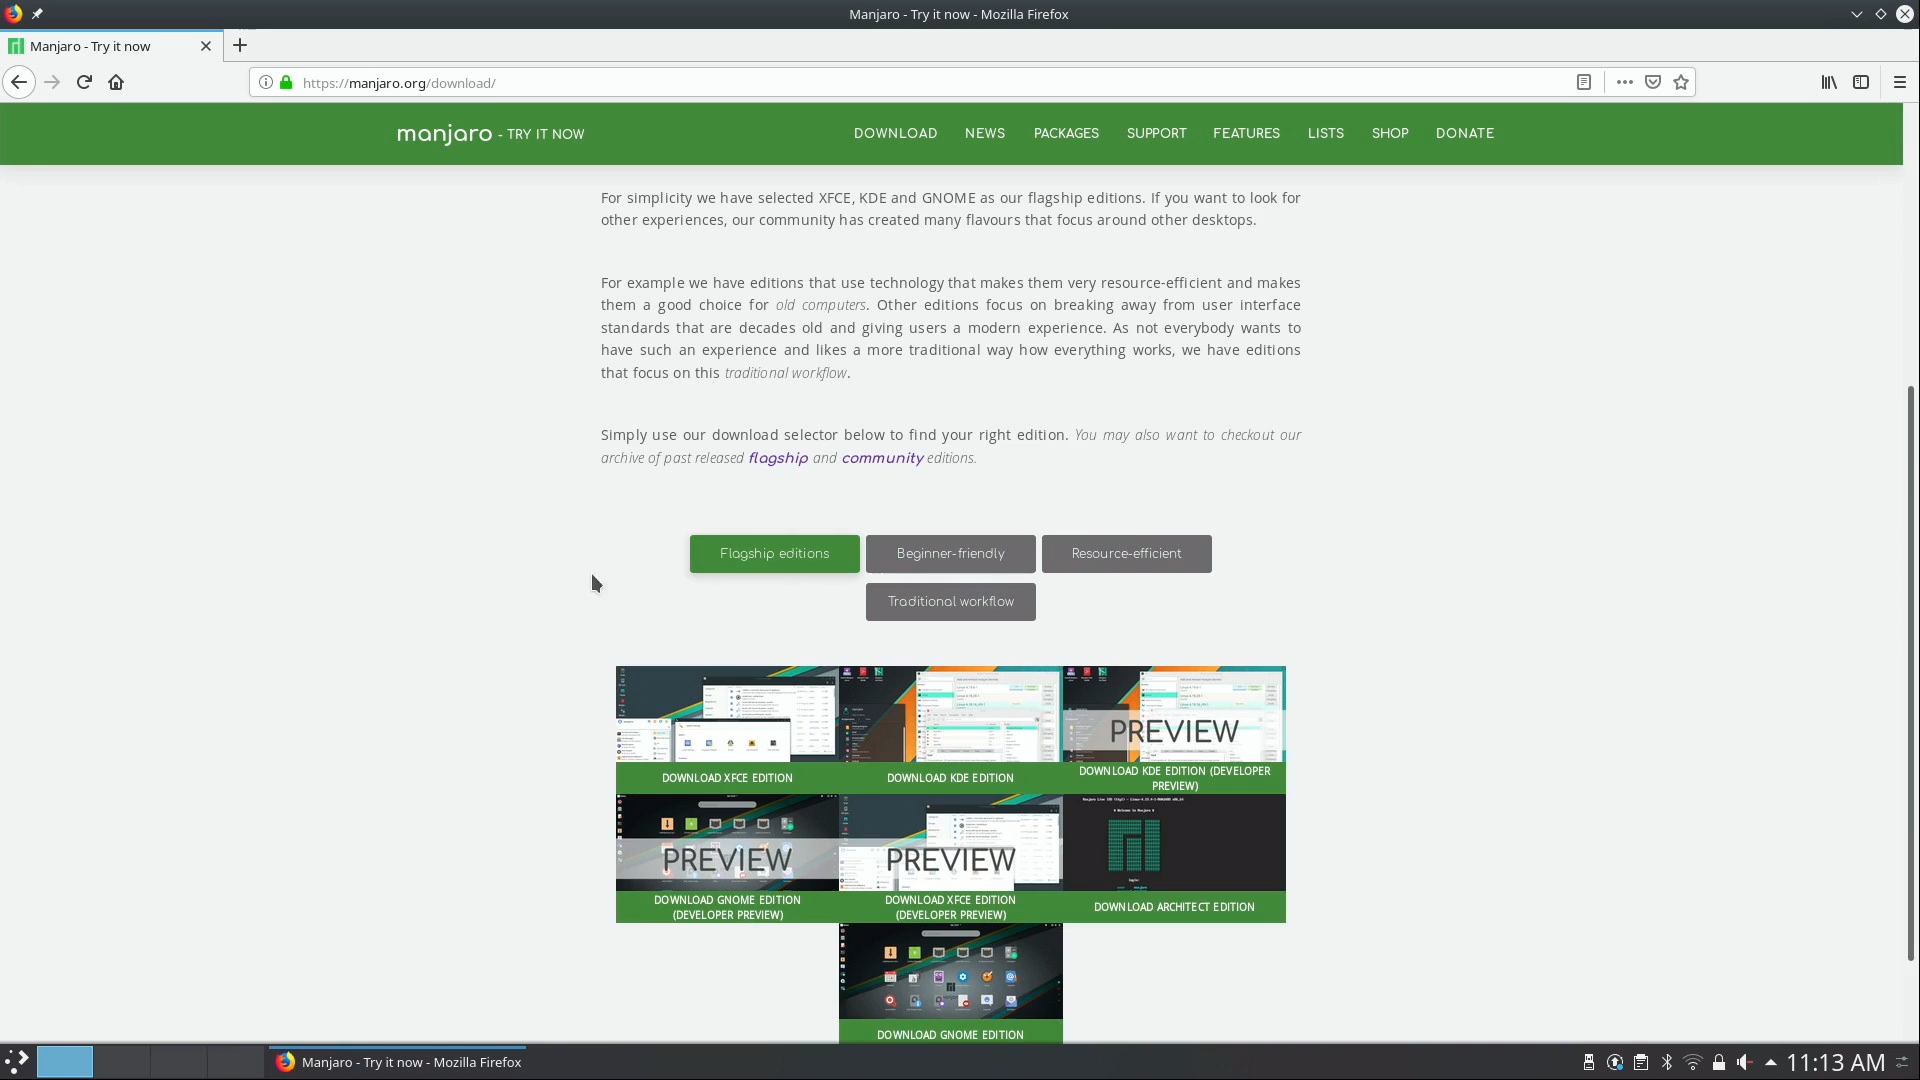 Manjaro - Try it now - Mozilla Firefox
Manjaro - Try it now
https://manjaro.org/download/
manjaro - TRY IT NOW
DOWNLOAD NEWS PACKAGES SUPPORT FEATURES LISTS SHOP DONATE
For simplicity we have selected XFCE, KDE and GNOME as our flagship editions. If you want to look for
other experiences, our community has created many flavours that focus around other desktops.
For example we have editions that use technology that makes them very resource-efficient and makes
them a good choice for old computers. Other editions focus on breaking away from user interface
standards that are decades old and giving users a modern experience. As not everybody wants to
have such an experience and likes a more traditional way how everything works, we have editions
that focus on this traditional workflow.
Simply use our download selector below to find your right edition. You may also want to checkout our
archive of past released flagship and community editions.
Flagship editions Beginner-friendly Resource-efficient
Traditional workflow
PREVIEW
DOWNLOAD XFCE EDITION DOWNLOAD KDE EDITION DOWNLOAD KDE EDITION (DEVELOPER
PREVIEW)
PREVIEW PREVIEW
DOWNLOAD GNOME EDITION DOWNLOAD XFCE EDITION DOWNLOAD ARCHITECT EDITION
(DEVELOPER PREVIEW) (DEVELOPER PREVIEW)
DOWNLOAD GNOME EDITION
Manjaro - Try it now - Mozilla Firefox
11:13 AM